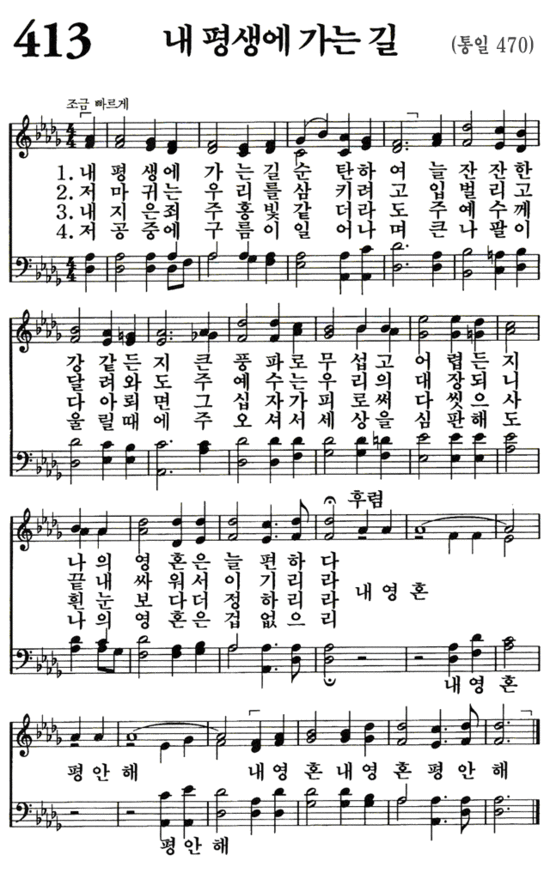 413 내 평생에 가는 길 (통일 470)
조금 빠르게
1. 내 평 생 에 가 는 길 순 탄 하 여 늘 잔 잔 한
2. 저 마 귀 는 우 리 를 삼 키 려 고 입 벌 리 고
3. 내 지 은 죄 주 홍 빛 같 더 라 도 주 예 수 께
4. 저 공 중 에 구 름 이 일 어 나 며 큰 나 팔 이
강 같 든 지 큰 풍 파 로 무 섭 고 어 렵 든 지
달 려 와 도 주 예 수 는 우 리 의 대 장 되 니
다 아 뢰 면 그 십 자 가 피 로 써 다 씻 으 사
울 릴 때 에 주 오 셔 서 세 상 을 심 판 해 도
후렴
나 의 영 혼 은 늘 편 하 다
끝 내 싸 워 서 이 기 리 라
흰 눈 보 다 더 정 하 리 라 내 영 혼
나 의 영 혼 은 겁 없 으 리
내 영 혼
평 안 해 내 영 혼 내 영 혼 평 안 해
평 안 해